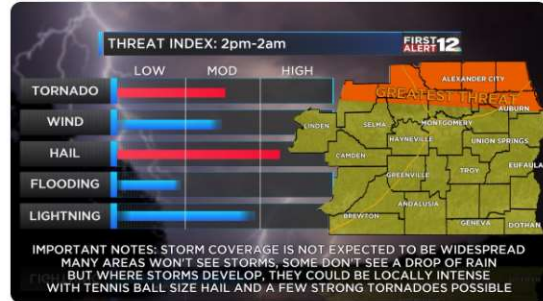 THREAT INDEX: 2pm-2am
FIRST ALERT 12
LOW MOD HIGH
TORNADO
WIND
HAIL
FLOODING
LIGHTNING
ALEXANDER CITY
GREATEST THREAT
AUBURN
LINDEN
SELMA
MONTGOMERY
HAYNEVILLE
UNION SPRINGS
CAMDEN
EUFAULA
GREENVILLE
TROY
ANDALUSIA
BREWTON
GENEVA
DOTHAN
IMPORTANT NOTES: STORM COVERAGE IS NOT EXPECTED TO BE WIDESPREAD
MANY AREAS WON'T SEE STORMS, SOME DON'T SEE A DROP OF RAIN
BUT WHERE STORMS DEVELOP, THEY COULD BE LOCALLY INTENSE
WITH TENNIS BALL SIZE HAIL AND A FEW STRONG TORNADOES POSSIBLE